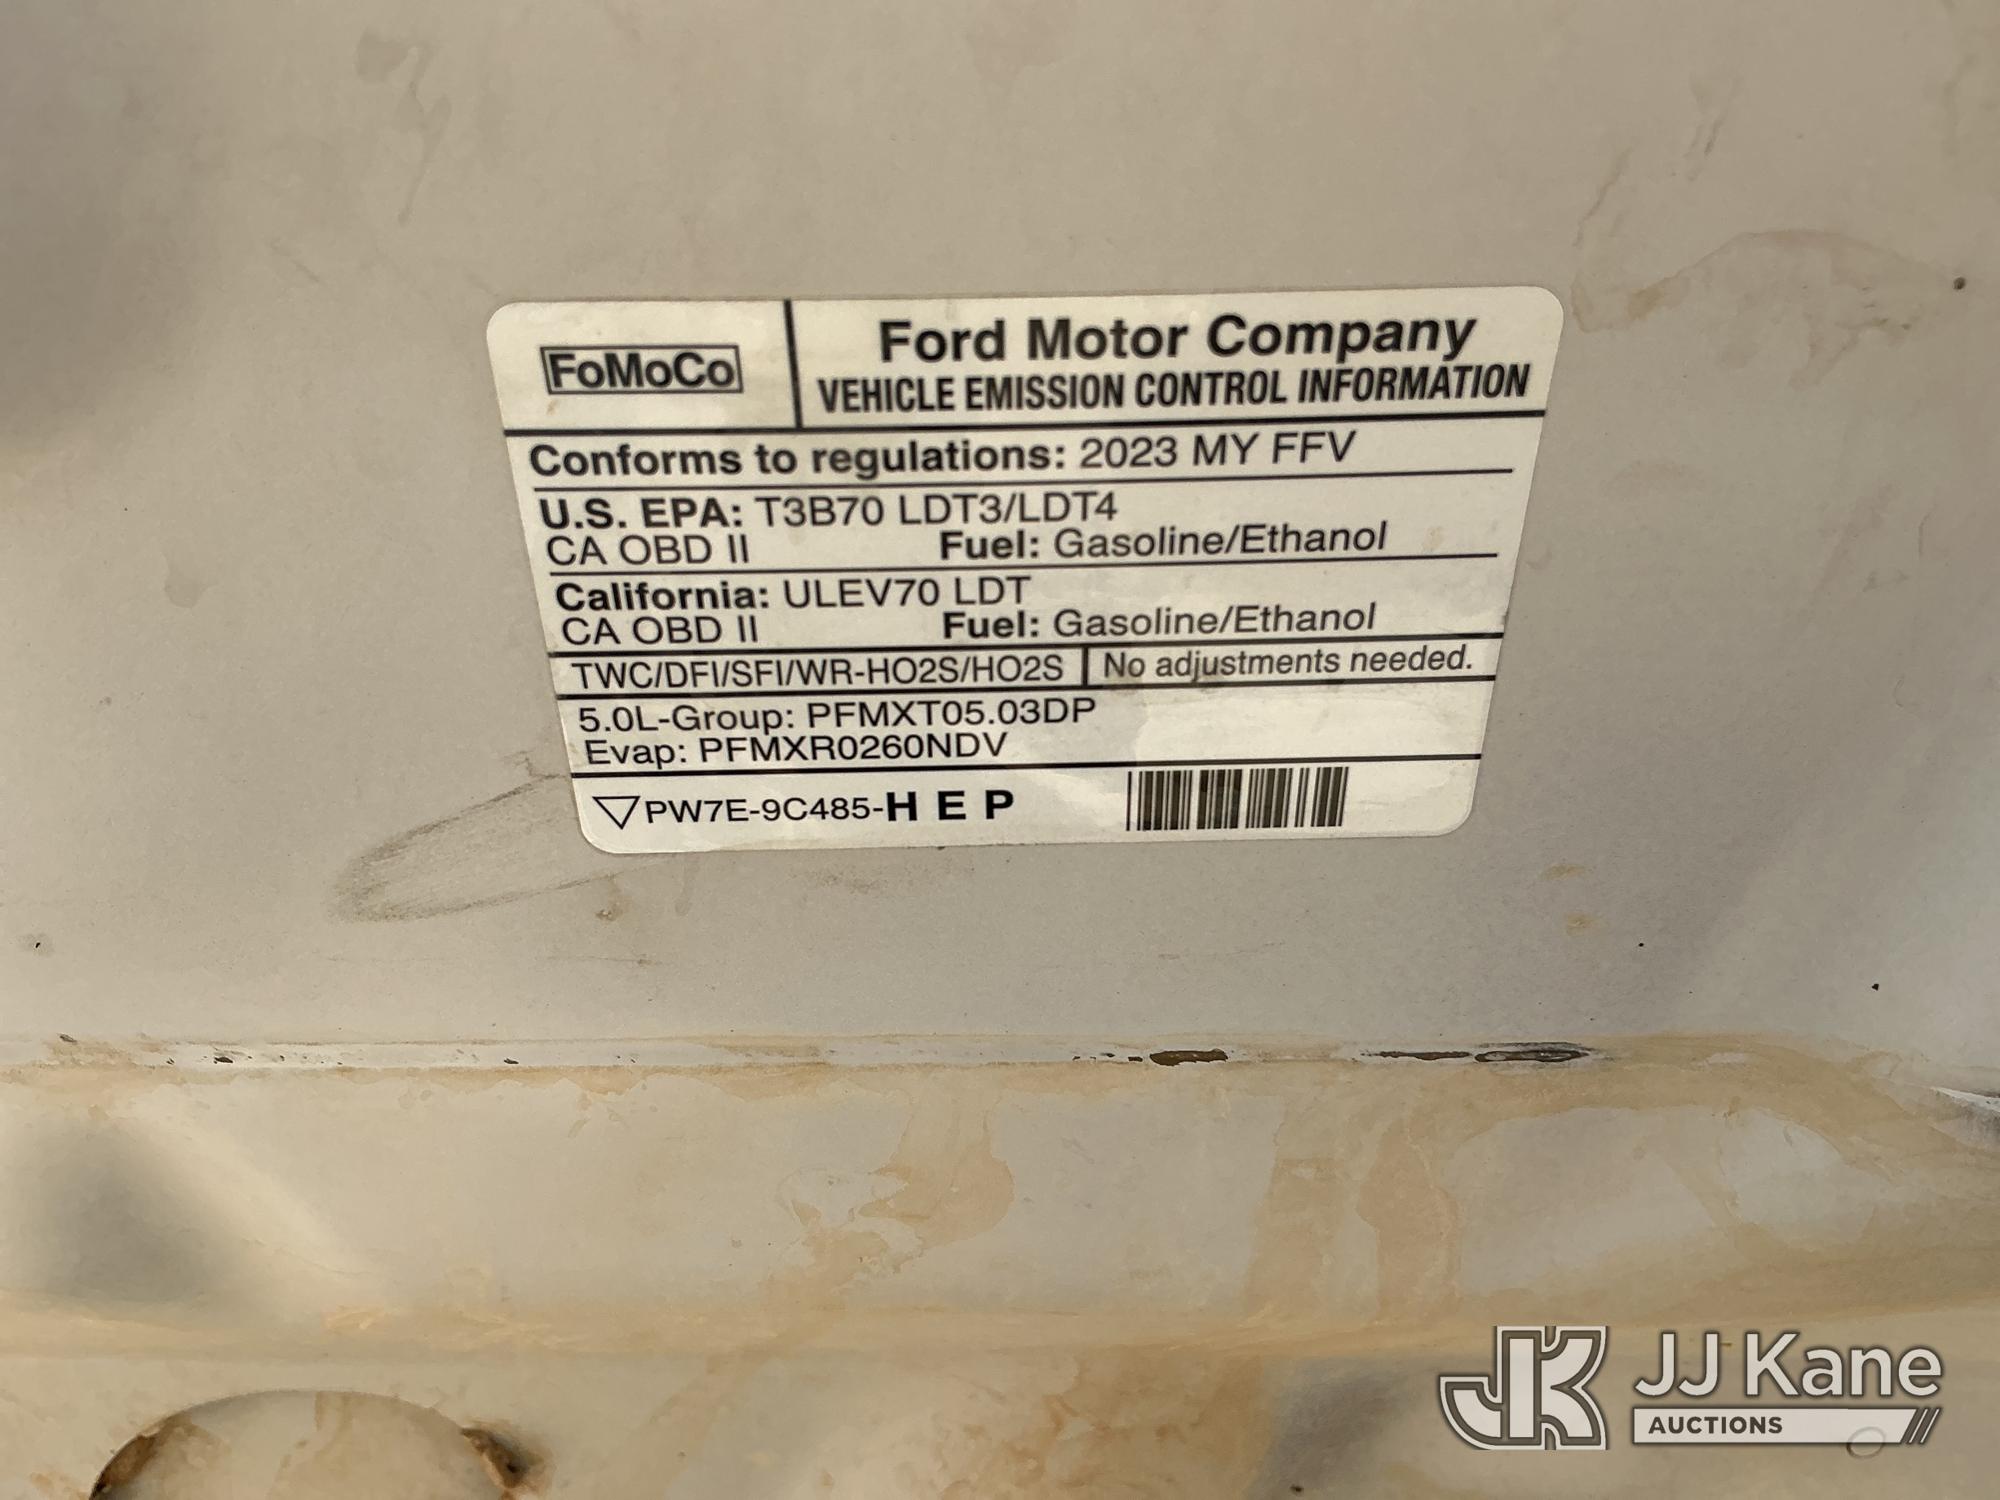 FoMoCo
Ford Motor Company
VEHICLE EMISSION CONTROL INFORMATION
Conforms to regulations: 2023 MY FFV
U.S. EPA: T3B70 LDT3/LDT4
CA OBD II Fuel: Gasoline/Ethanol
California: ULEV70 LDT
CA OBD II Fuel: Gasoline/Ethanol
TWC/DFI/SFI/WR-HO2S/HO2S No adjustments needed.
5.0L-Group: PFMXT05.03DP
Evap: PFMXR0260NDV
PW7E-9C485-H E P
JK JJ Kane
AUCTIONS